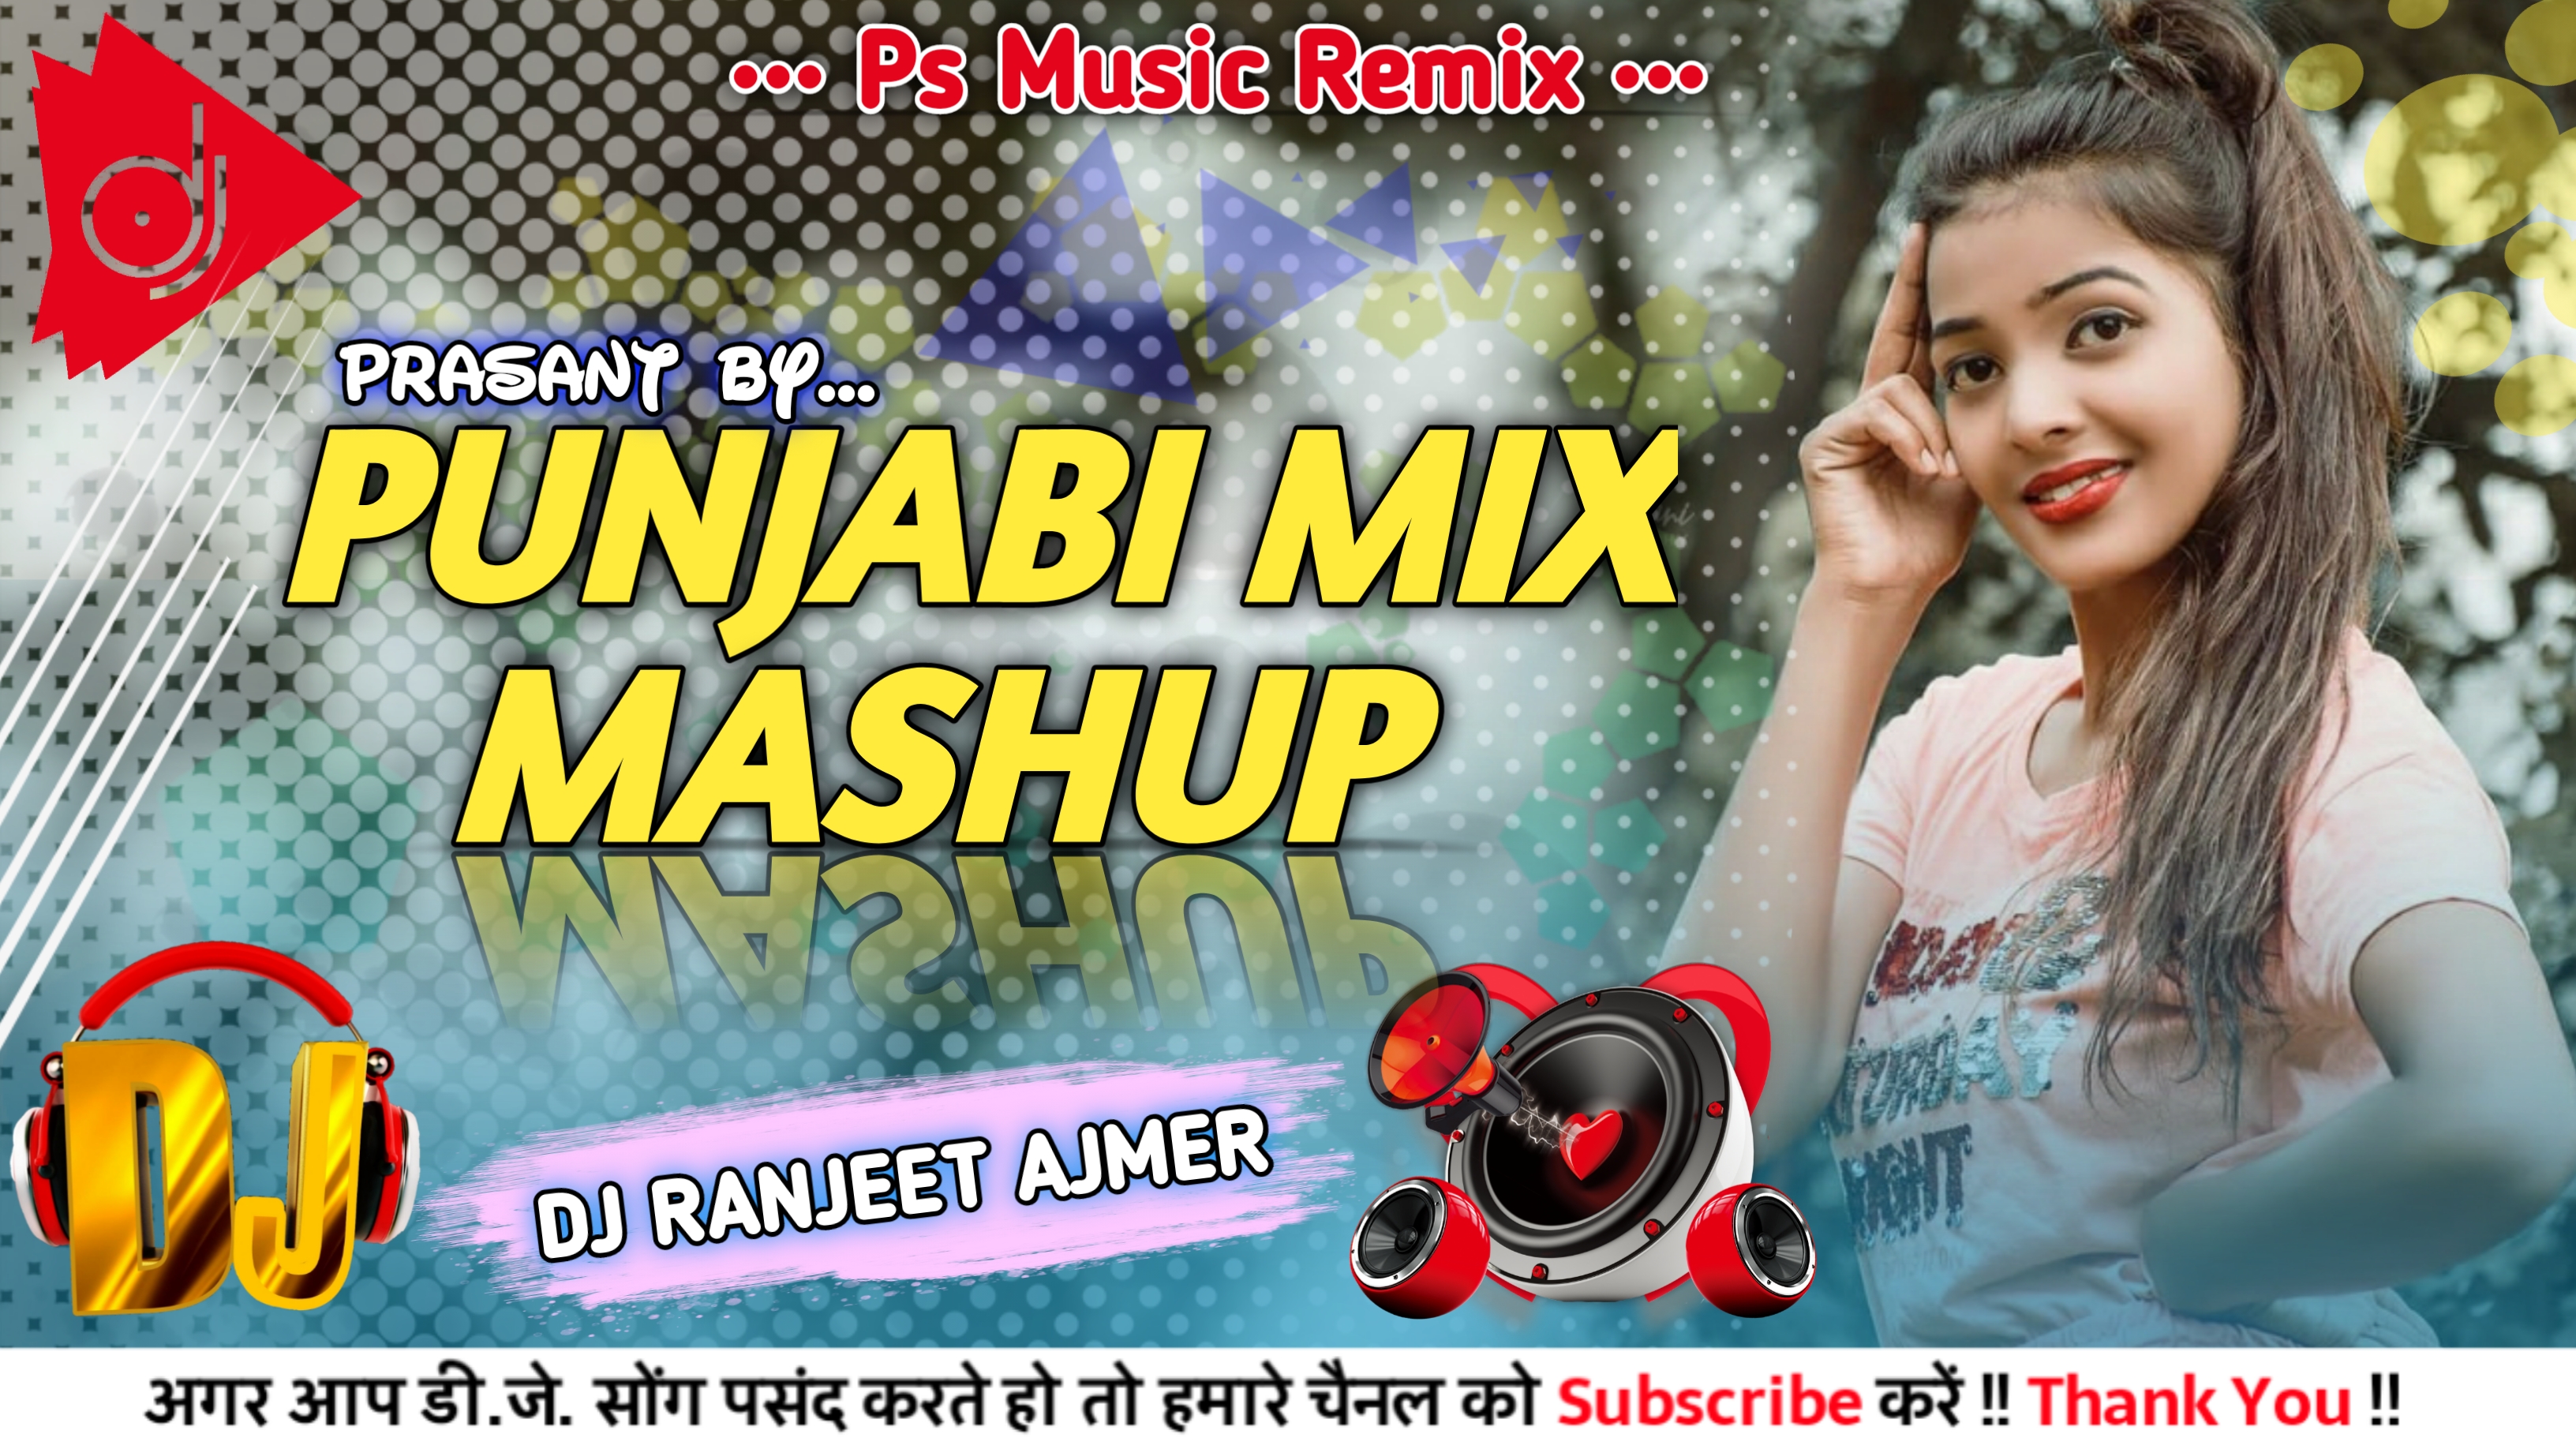 ••• Ps Music Remix •••
PRASANT BY...
PUNJABI MIX
MASHUP
DJ RANJEET AJMER
DJ
अगर आप डी.जे. सोंग पसंद करते हो तो हमारे चैनल को Subscribe करें !! Thank You !!